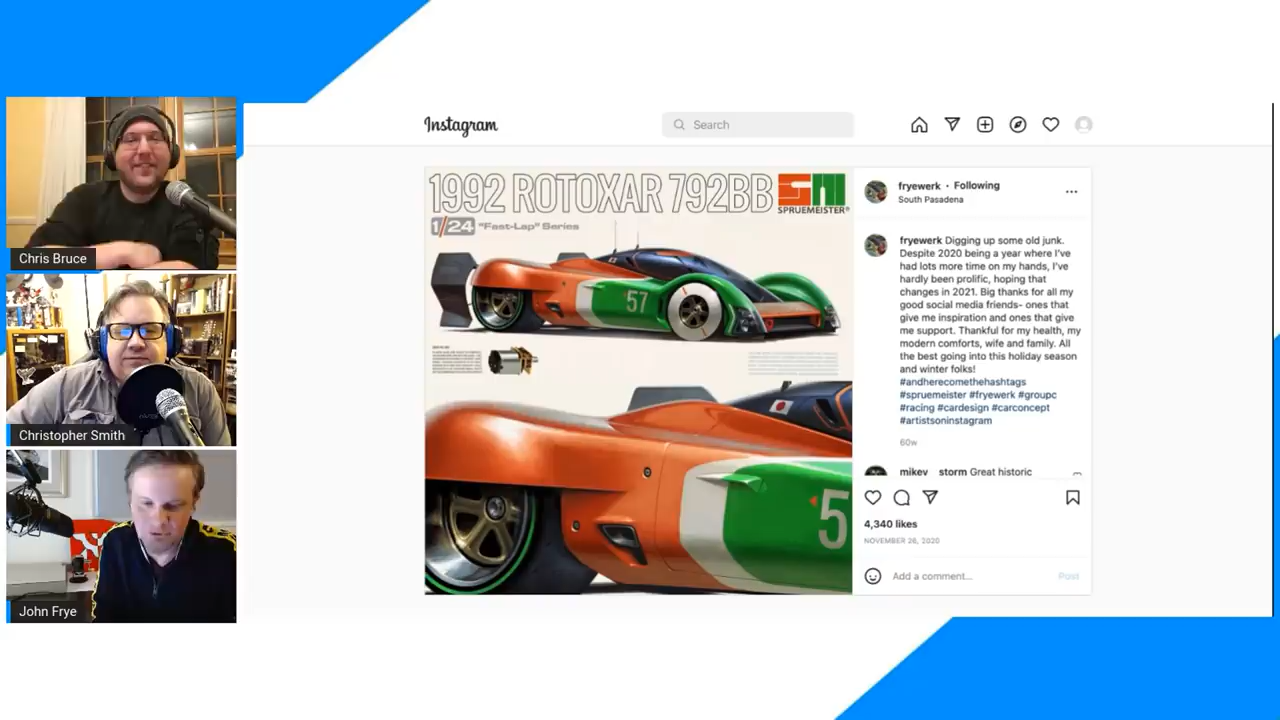 Chris Bruce
Christopher Smith
John Frye
Instagram
Search
1992 ROTOXAR 792BB
SPRUEMEISTER®
1/24 "Fast-Lap" Series
57
5
fryewerk · Following
South Pasadena
fryewerk Digging up some old junk.
Despite 2020 being a year where I've
had lots more time on my hands, I've
hardly been prolific, hoping that
changes in 2021. Big thanks for all my
good social media friends- ones that
give me inspiration and ones that give
me support. Thankful for my health, my
modern comforts, wife and family. All
the best going into this holiday season
and winter folks!
#andherecomethehashtags
#spruemeister #fryewerk #groupc
#racing #cardesign #carconcept
#artistsoninstagram
60w
mikey__storm Great historic
4,340 likes
NOVEMBER 26, 2020
Add a comment...
Post